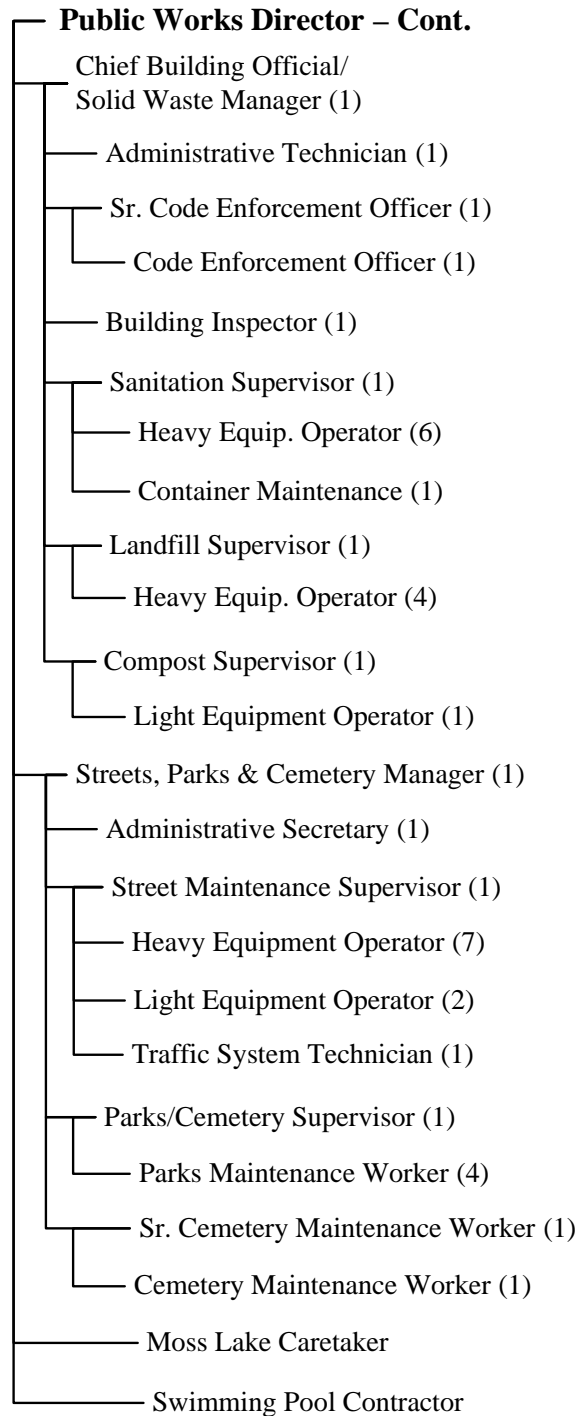 Public Works Director – Cont.
Chief Building Official/
Solid Waste Manager (1)
Administrative Technician (1)
Sr. Code Enforcement Officer (1)
Code Enforcement Officer (1)
Building Inspector (1)
Sanitation Supervisor (1)
Heavy Equip. Operator (6)
Container Maintenance (1)
Landfill Supervisor (1)
Heavy Equip. Operator (4)
Compost Supervisor (1)
Light Equipment Operator (1)
Streets, Parks & Cemetery Manager (1)
Administrative Secretary (1)
Street Maintenance Supervisor (1)
Heavy Equipment Operator (7)
Light Equipment Operator (2)
Traffic System Technician (1)
Parks/Cemetery Supervisor (1)
Parks Maintenance Worker (4)
Sr. Cemetery Maintenance Worker (1)
Cemetery Maintenance Worker (1)
Moss Lake Caretaker
Swimming Pool Contractor